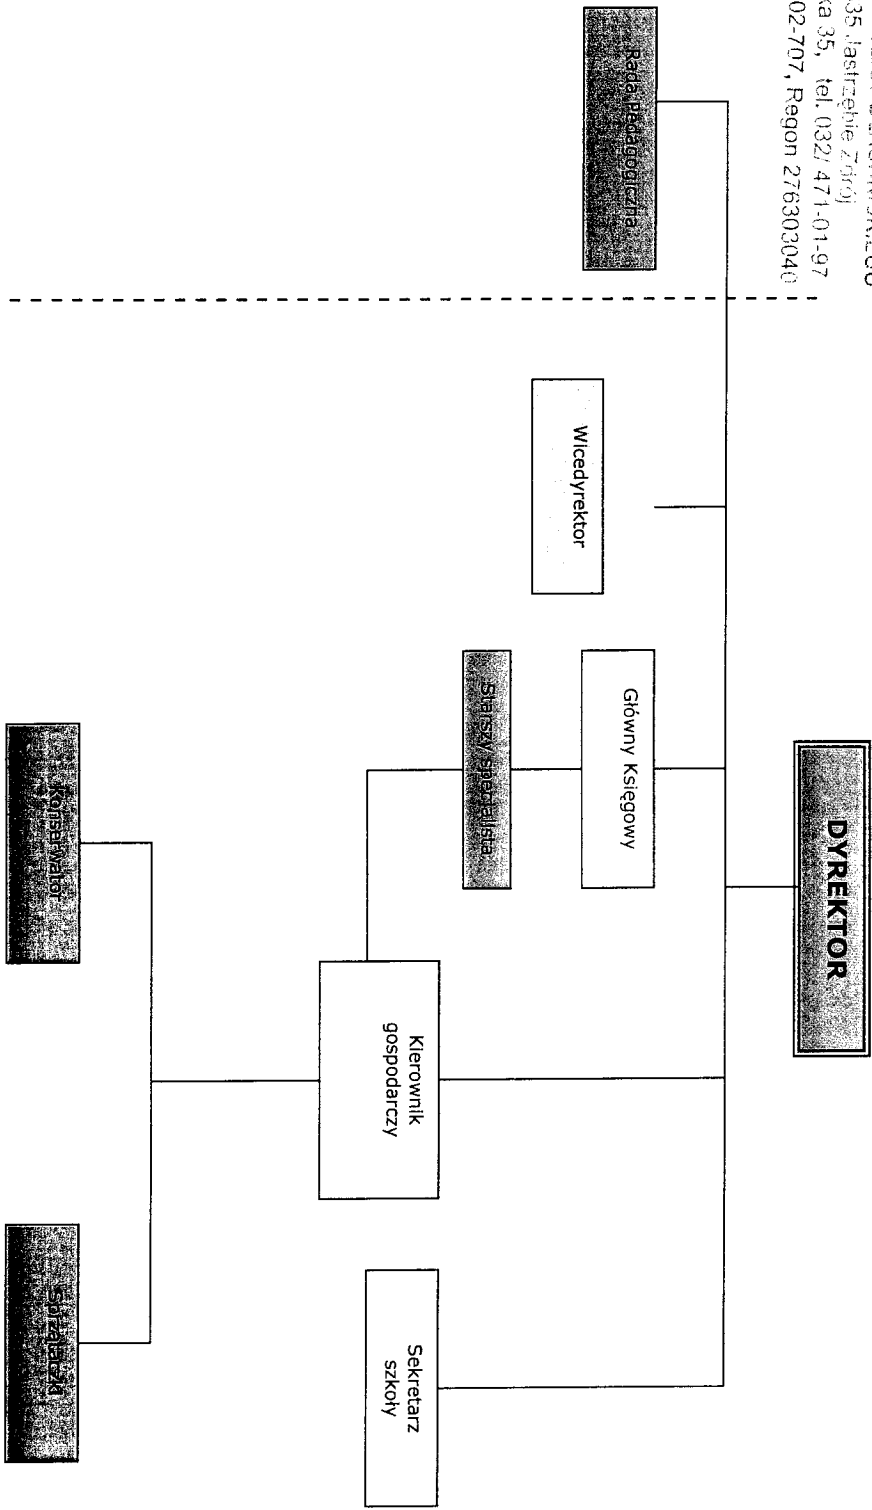 35 Jastrzębie Zdrój
ka 35, tel. 032/ 471-01-97
02-707, Regon 276303040
DYREKTOR
Rada Pedagogiczna
Wicedyrektor
Główny Księgowy
Starszy specjalista
Kierownik
gospodarczy
Sekretarz
szkoły
Konserwator
Sprzątaczki